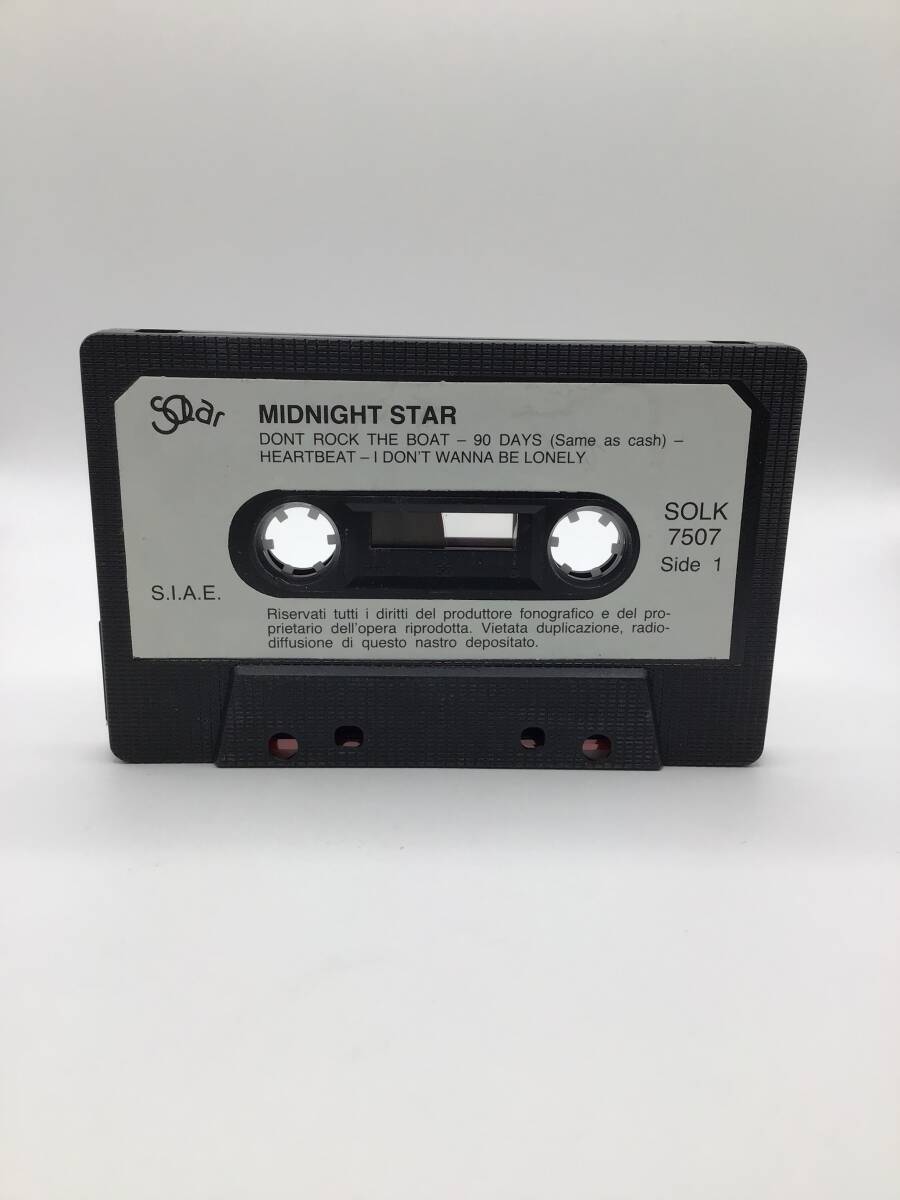 Solar
MIDNIGHT STAR
DONT ROCK THE BOAT – 90 DAYS (Same as cash) –
HEARTBEAT – I DON'T WANNA BE LONELY
SOLK
7507
Side 1
S.I.A.E.
Riservati tutti i diritti del produttore fonografico e del pro-
prietario dell'opera riprodotta. Vietata duplicazione, radio-
diffusione di questo nastro depositato.